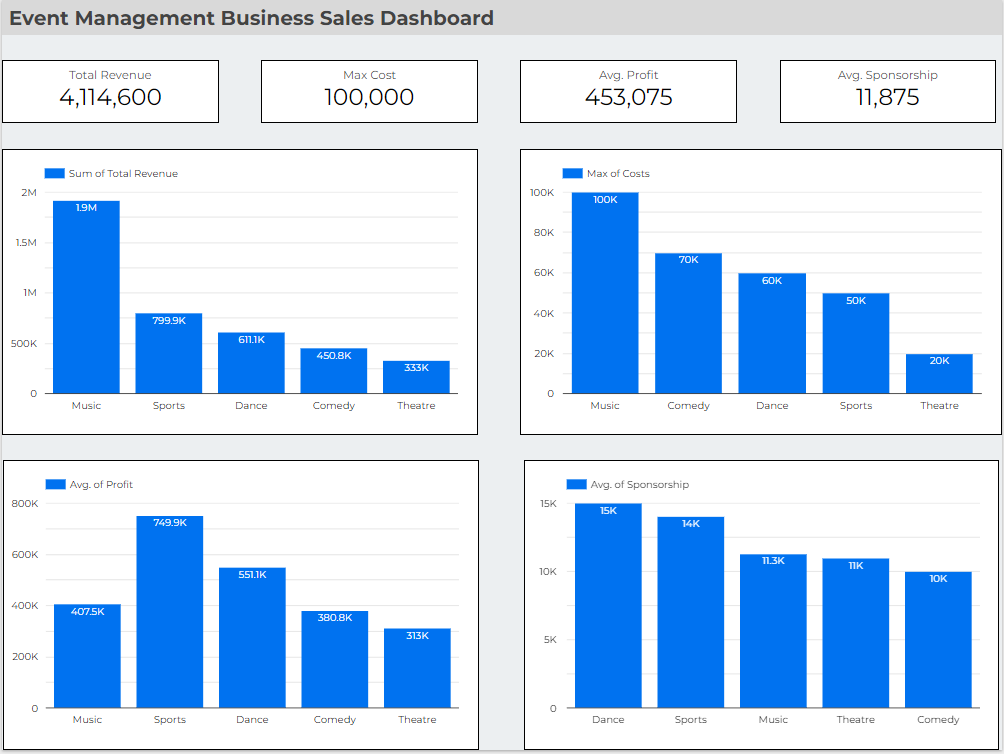 Event Management Business Sales Dashboard
Total Revenue
4,114,600
Max Cost
100,000
Avg. Profit
453,075
Avg. Sponsorship
11,875
Sum of Total Revenue
2M
1.5M
1M
500K
0
1.9M
799.9K
611.1K
450.8K
333K
Music
Sports
Dance
Comedy
Theatre
Max of Costs
100K
80K
60K
40K
20K
0
100K
70K
60K
50K
20K
Music
Comedy
Dance
Sports
Theatre
Avg. of Profit
800K
600K
400K
200K
0
407.5K
749.9K
551.1K
380.8K
313K
Music
Sports
Dance
Comedy
Theatre
Avg. of Sponsorship
15K
10K
5K
0
15K
14K
11.3K
11K
10K
Dance
Sports
Music
Theatre
Comedy